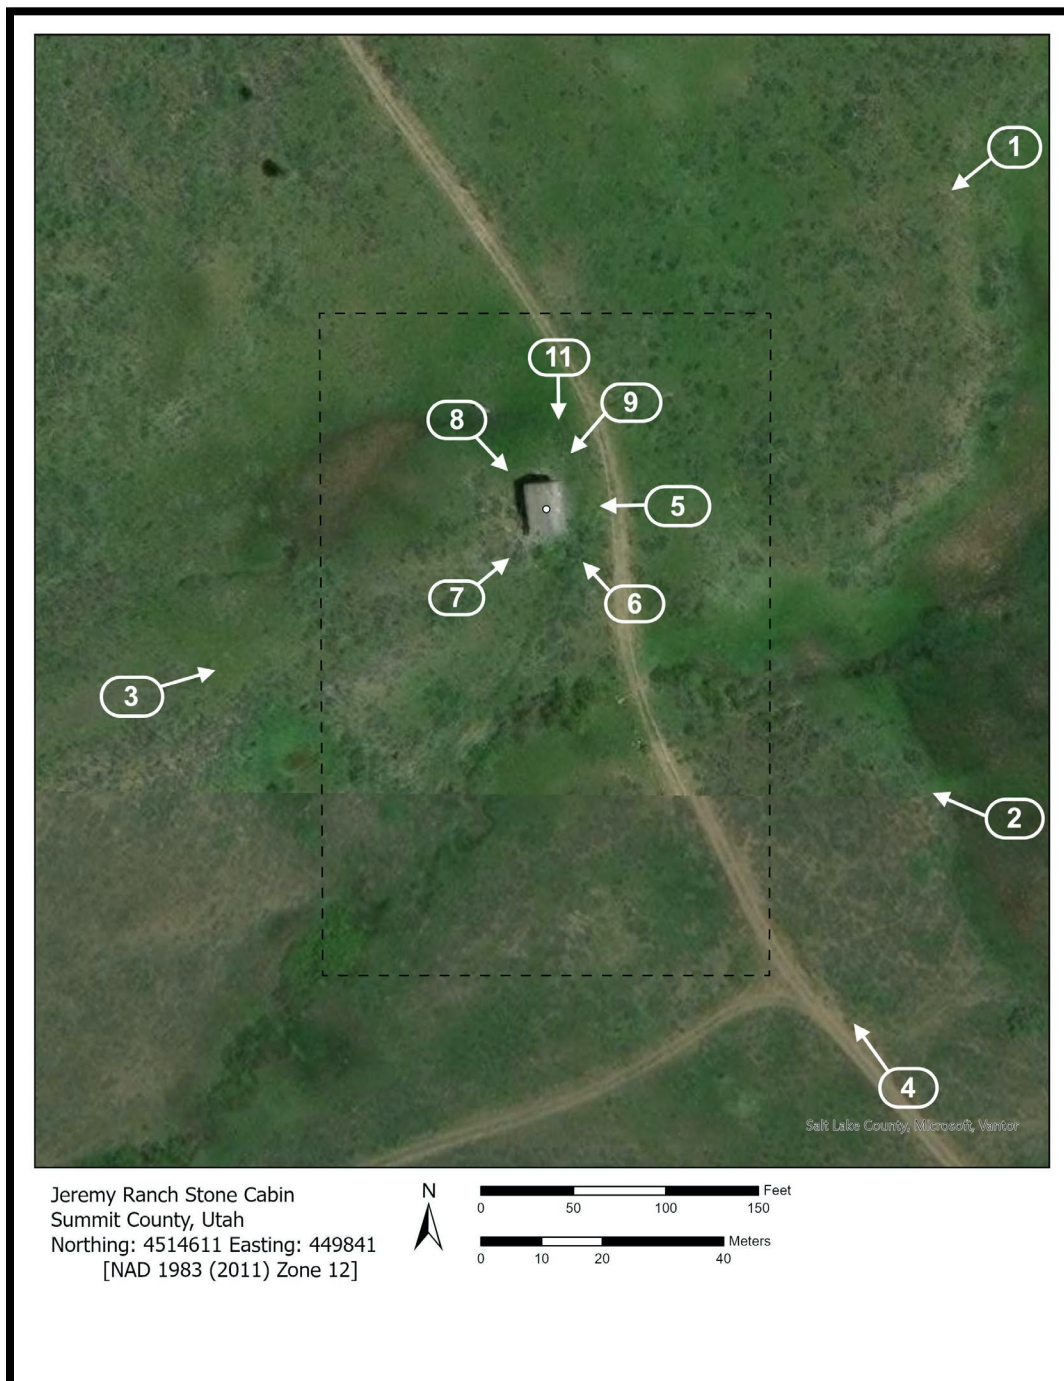 1
11
9
8
5
7
6
3
2
4
Salt Lake County, Microsoft, Vantor
Jeremy Ranch Stone Cabin
Summit County, Utah
Northing: 4514611 Easting: 449841
[NAD 1983 (2011) Zone 12]
N
Feet
0 50 100 150
Meters
0 10 20 40